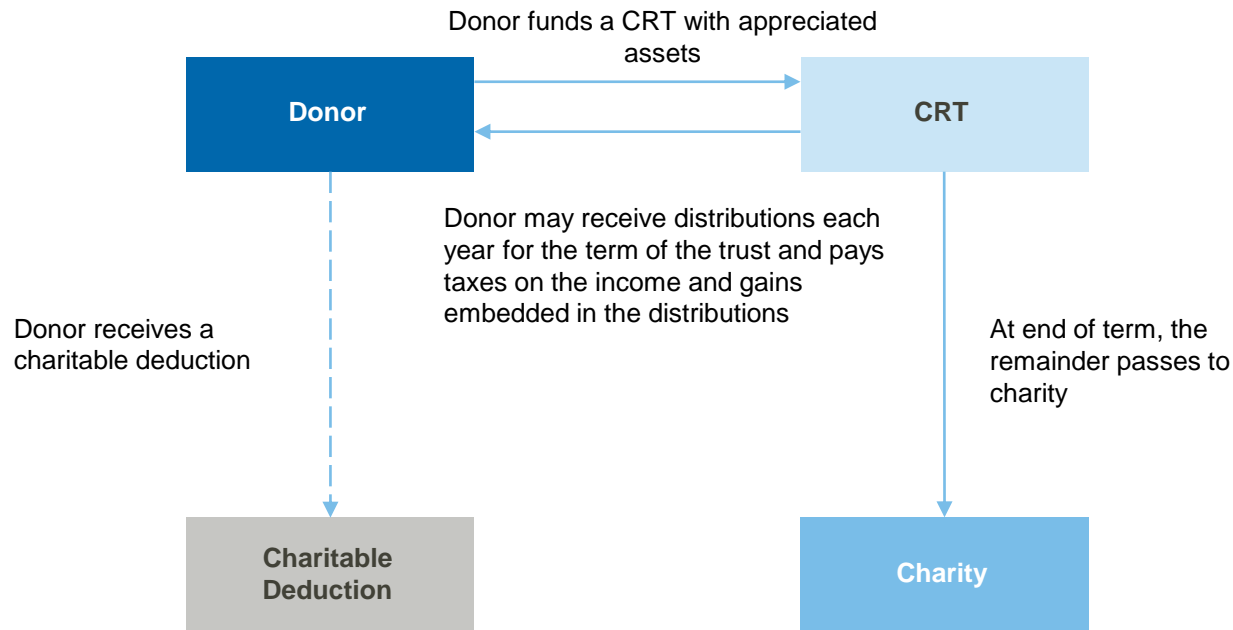 Donor funds a CRT with appreciated
assets
Donor
CRT
Donor may receive distributions each
year for the term of the trust and pays
taxes on the income and gains
embedded in the distributions
Donor receives a
charitable deduction
At end of term, the
remainder passes to
charity
Charitable
Deduction
Charity